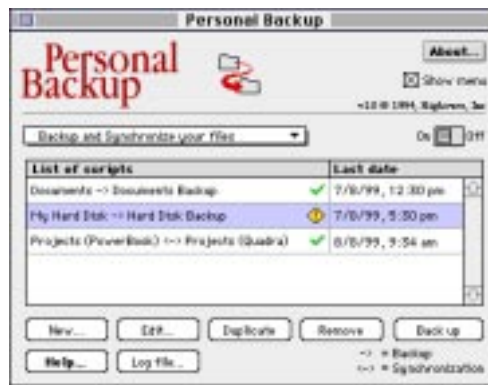 Personal Backup
Personal
Backup
About...
Show menu
Backup and Synchronize your files
On Off
List of scripts Last date
Documents -> Documents Backup 7/8/99, 12:30 pm
My Hard Disk -> Hard Disk Backup 7/8/99, 5:30 pm
Projects (PowerBook) <-> Projects (Quadra) 8/8/99, 9:34 am
New... Edit... Duplicate Remove Back up
Help... Log file... -> = Backup
<-> = Synchronization